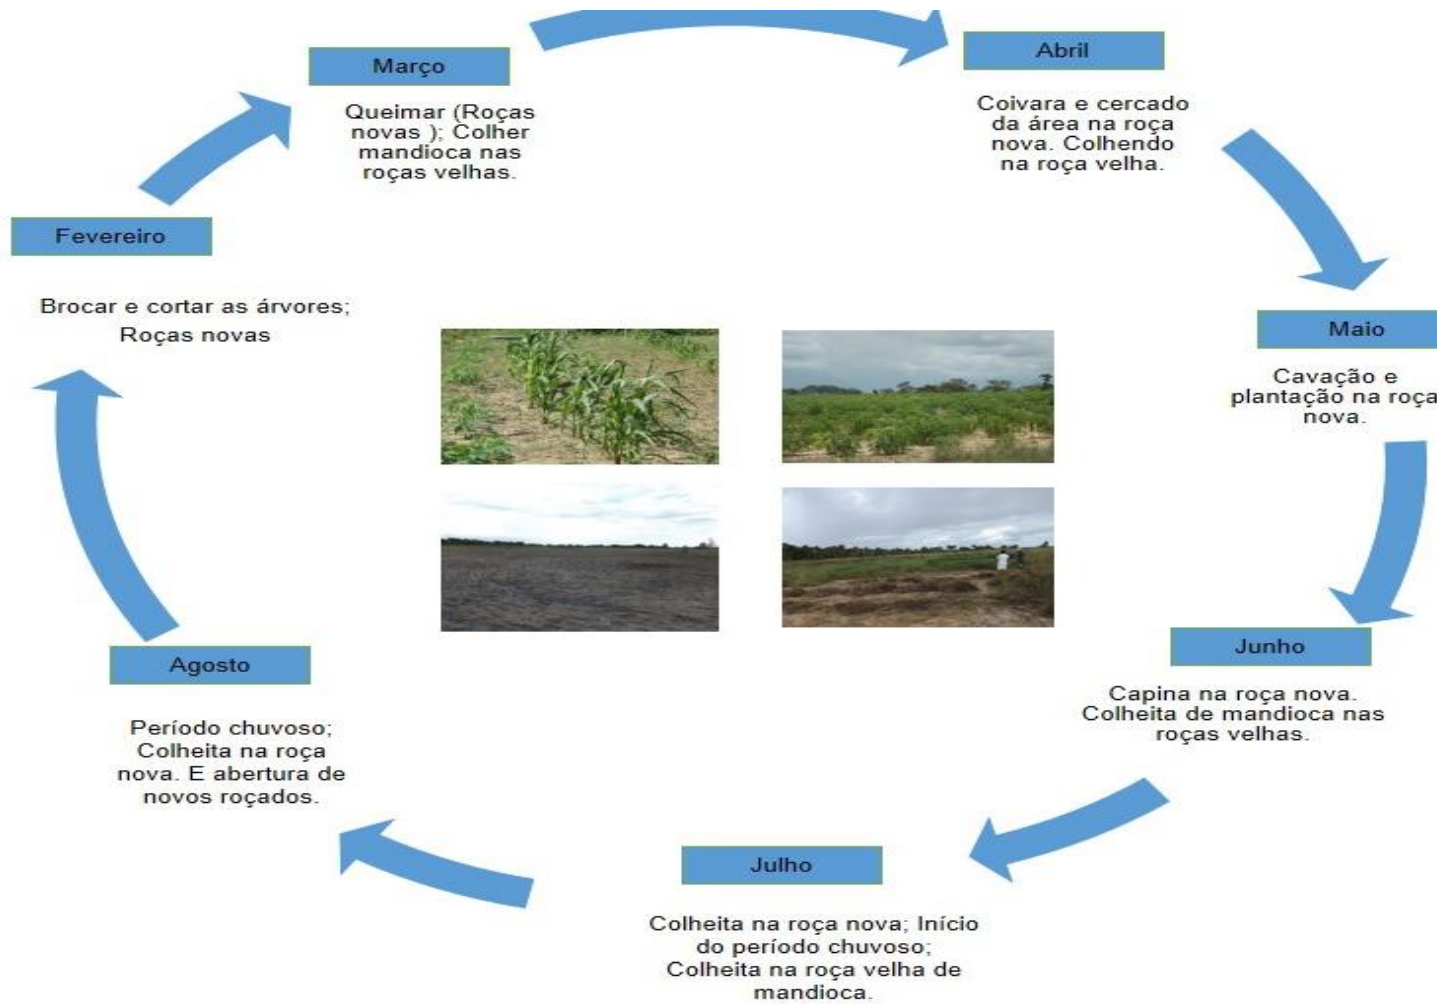 Março
Queimar (Roças
novas ); Colher
mandioca nas
roças velhas.
Abril
Coivara e cercado
da área na roça
nova. Colhendo
na roça velha.
Maio
Cavação e
plantação na roça
nova.
Junho
Capina na roça nova.
Colheita de mandioca nas
roças velhas.
Julho
Colheita na roça nova; Início
do período chuvoso;
Colheita na roça velha de
mandioca.
Agosto
Período chuvoso;
Colheita na roça
nova. E abertura de
novos roçados.
Fevereiro
Brocar e cortar as árvores;
Roças novas